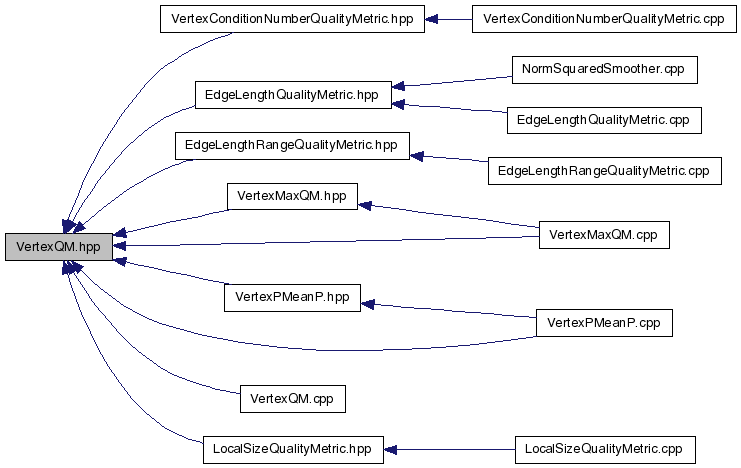 VertexConditionNumberQualityMetric.hpp
VertexConditionNumberQualityMetric.cpp
NormSquaredSmoother.cpp
EdgeLengthQualityMetric.hpp
EdgeLengthQualityMetric.cpp
EdgeLengthRangeQualityMetric.hpp
EdgeLengthRangeQualityMetric.cpp
VertexMaxQM.hpp
VertexMaxQM.cpp
VertexQM.hpp
VertexPMeanP.hpp
VertexPMeanP.cpp
VertexQM.cpp
LocalSizeQualityMetric.hpp
LocalSizeQualityMetric.cpp